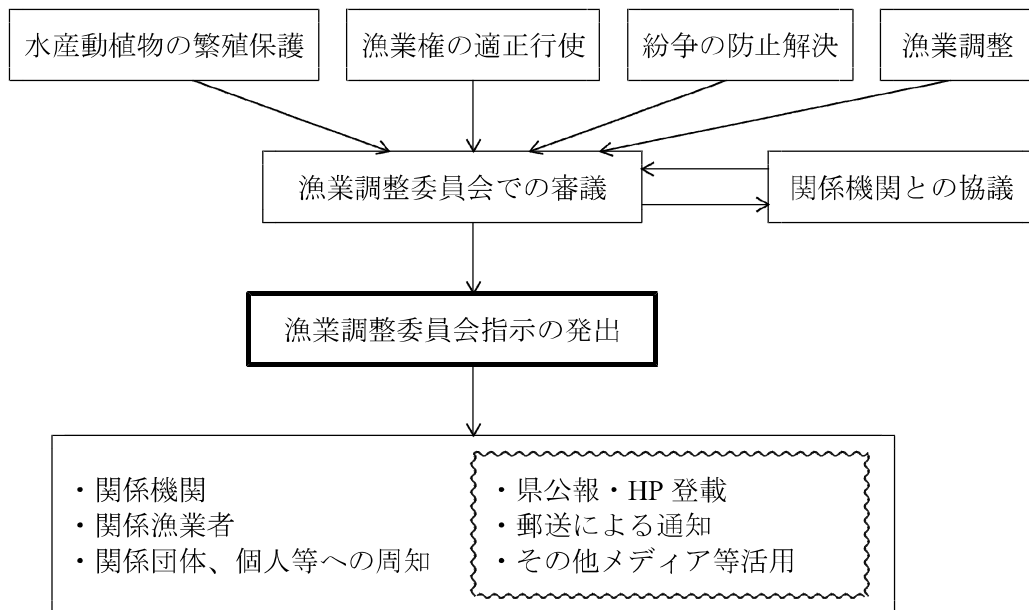 水産動植物の繁殖保護
漁業権の適正行使
紛争の防止解決
漁業調整
漁業調整委員会での審議
関係機関との協議
漁業調整委員会指示の発出
・関係機関
・関係漁業者
・関係団体、個人等への周知
・県公報・HP 登載
・郵送による通知
・その他メディア等活用